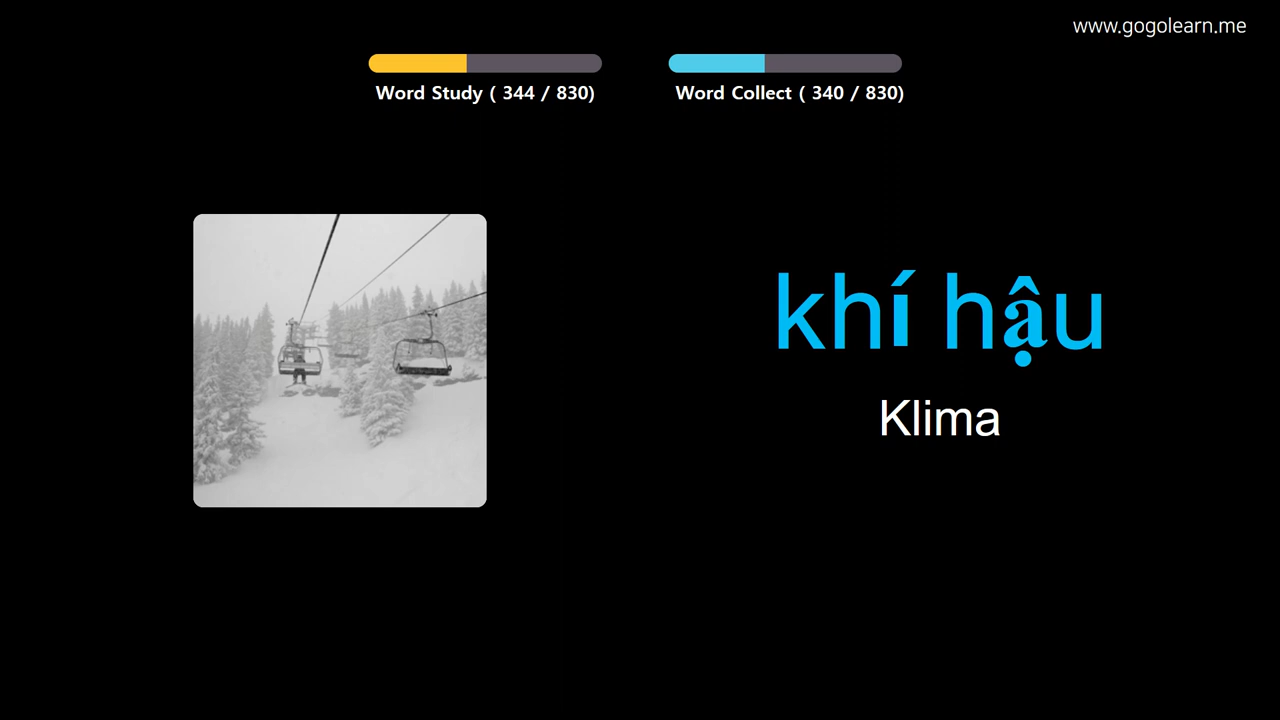 www.gogolearn.me
Word Study ( 344 / 830)
Word Collect ( 340 / 830)
khí hậu
Klima